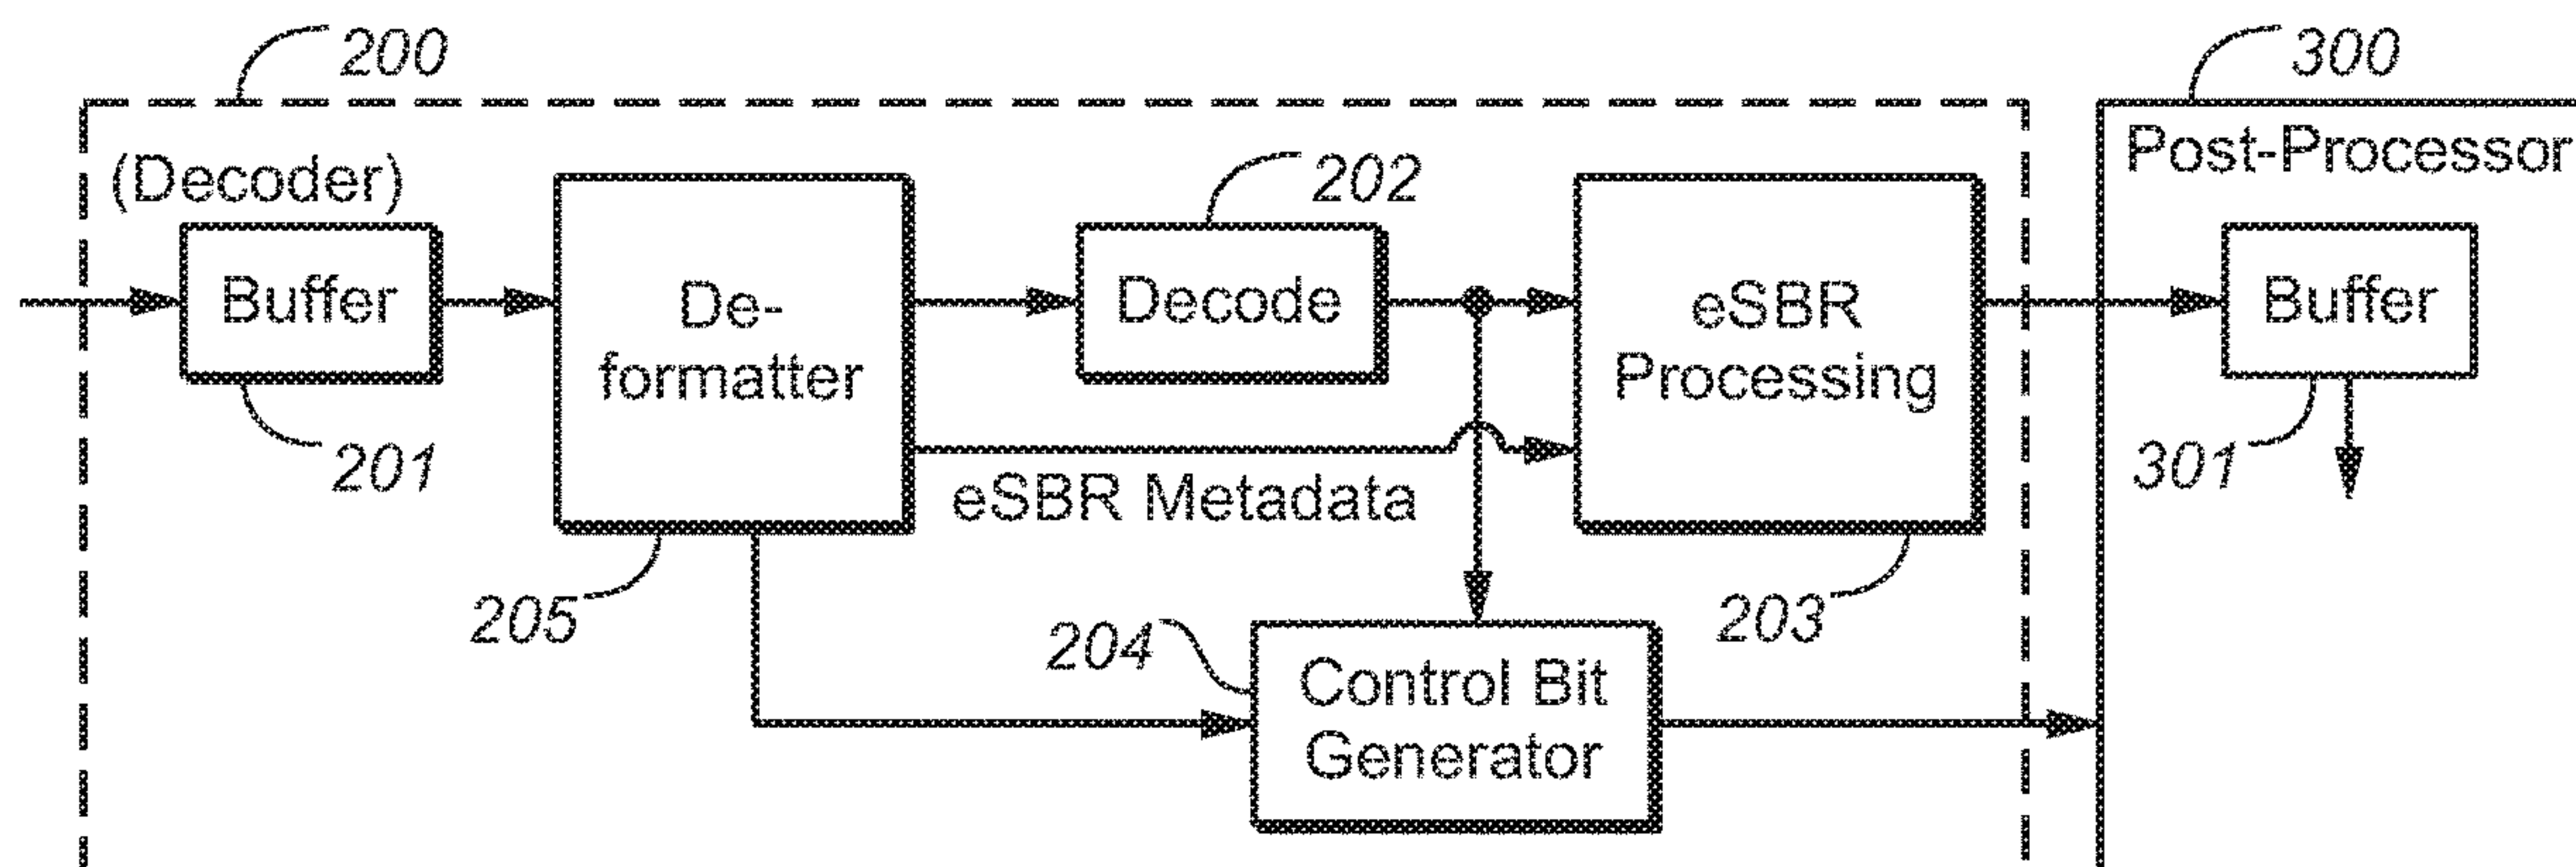 200
300
(Decoder)
Post-Processor
202
Buffer
De-
formatter
Decode
eSBR
Processing
Buffer
201
eSBR Metadata
301
205
204
203
Control Bit
Generator